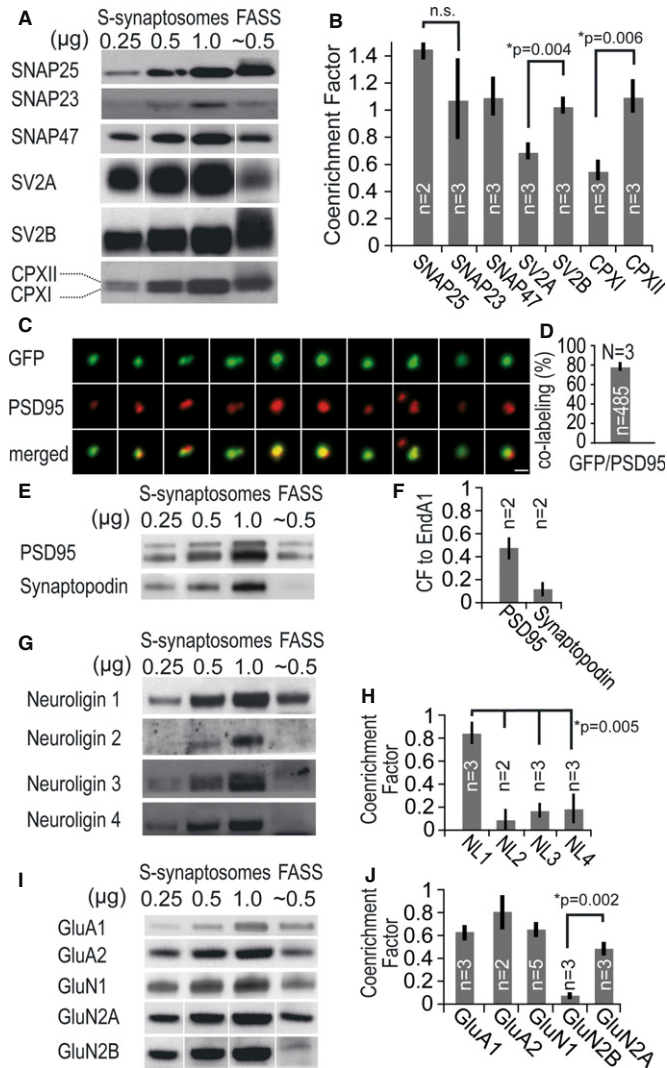 A
S-synaptosomes FASS
(µg) 0.25 0.5 1.0 ~0.5
SNAP25
SNAP23
SNAP47
SV2A
SV2B
CPXII
CPXI
B
Coenrichment Factor
1.4
1.2
1
0.8
0.6
0.4
0.2
0
n.s.
*p=0.004
*p=0.006
n=2
n=3
n=3
n=3
n=3
n=3
n=3
SNAP25
SNAP23
SNAP47
SV2A
SV2B
CPXI
CPXII
C
GFP
PSD95
merged
D
co-labeling (%)
100
80
60
40
20
0
N=3
n=485
GFP/PSD95
E
S-synaptosomes FASS
(µg) 0.25 0.5 1.0 ~0.5
PSD95
Synaptopodin
F
CF to EndA1
1
0.8
0.6
0.4
0.2
0
n=2
n=2
PSD95
Synaptopodin
G
S-synaptosomes FASS
(µg) 0.25 0.5 1.0 ~0.5
Neuroligin 1
Neuroligin 2
Neuroligin 3
Neuroligin 4
H
Coenrichment
Factor
1
0.8
0.6
0.4
0.2
0
*p=0.005
n=3
n=2
n=3
n=3
NL1
NL2
NL3
NL4
I
S-synaptosomes FASS
(µg) 0.25 0.5 1.0 ~0.5
GluA1
GluA2
GluN1
GluN2A
GluN2B
J
Coenrichment
Factor
1
0.8
0.6
0.4
0.2
0
*p=0.002
n=3
n=2
n=5
n=3
n=3
GluA1
GluA2
GluN1
GluN2B
GluN2A